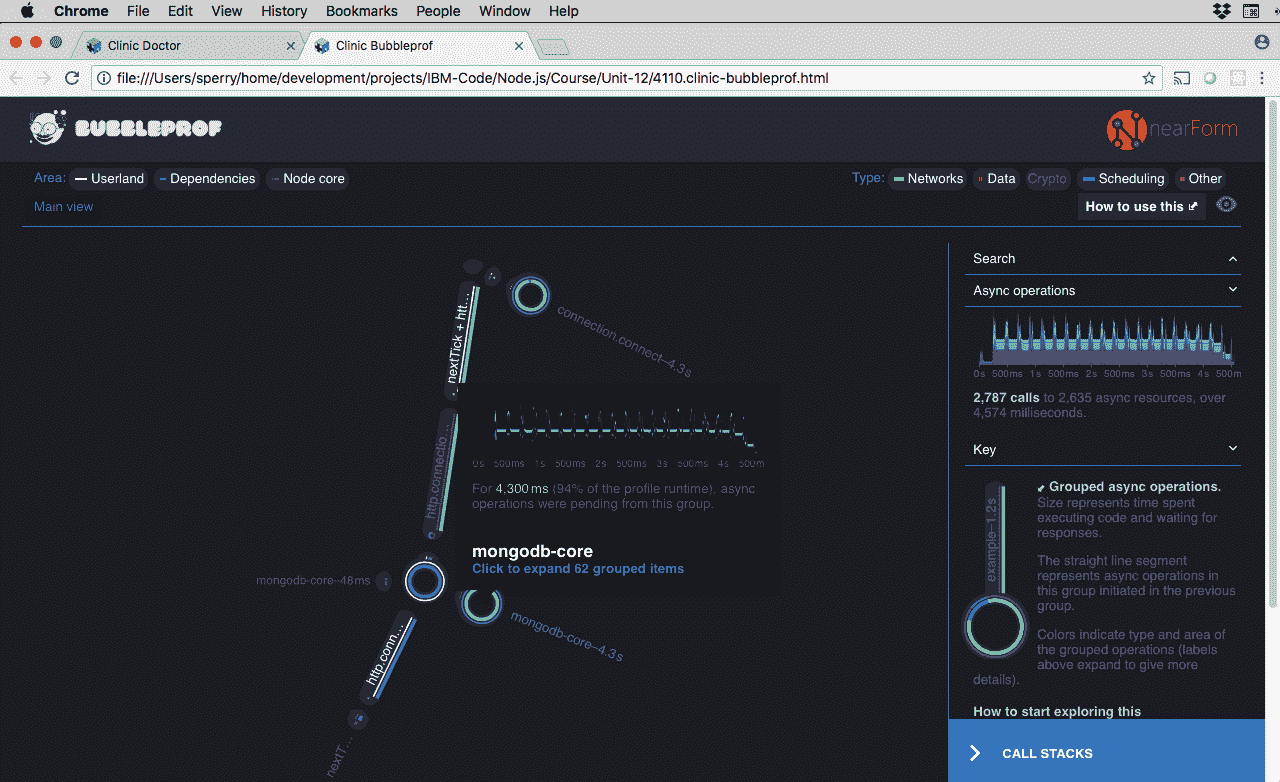 Chrome File Edit View History Bookmarks People Window Help
Clinic Doctor
Clinic Bubbleprof
file:///Users/sperry/home/development/projects/IBM-Code/Node.js/Course/Unit-12/4110.clinic-bubbleprof.html
BUBBLEPROF
nearForm
Area: Userland Dependencies Node core
Type: Networks Data Crypto Scheduling Other
Main view
How to use this
Search
Async operations
0s 500ms 1s 500ms 2s 500ms 3s 500ms 4s 500m
2,787 calls to 2,635 async resources, over
4,574 milliseconds.
Key
Grouped async operations.
Size represents time spent
executing code and waiting for
responses.
example–1.2s
The straight line segment
represents async operations in
this group initiated in the previous
group.
Colors indicate type and area of
the grouped operations (labels
above expand to give more
details).
How to start exploring this
CALL STACKS
nextTick + htt…
connection.connect–4.3s
http.connectio…
0s 500ms 1s 500ms 2s 500ms 3s 500ms 4s 500m
For 4,300 ms (94% of the profile runtime), async
operations were pending from this group.
mongodb-core
Click to expand 62 grouped items
mongodb-core–48ms
mongodb-core–4.3s
http.conn…
nextT…